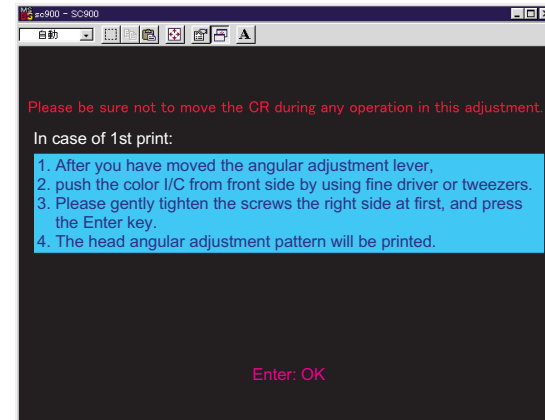 sc900 - SC900
自動
A
Please be sure not to move the CR during any operation in this adjustment.
In case of 1st print:
1. After you have moved the angular adjustment lever,
2. push the color I/C from front side by using fine driver or tweezers.
3. Please gently tighten the screws the right side at first, and press
the Enter key.
4. The head angular adjustment pattern will be printed.
Enter: OK